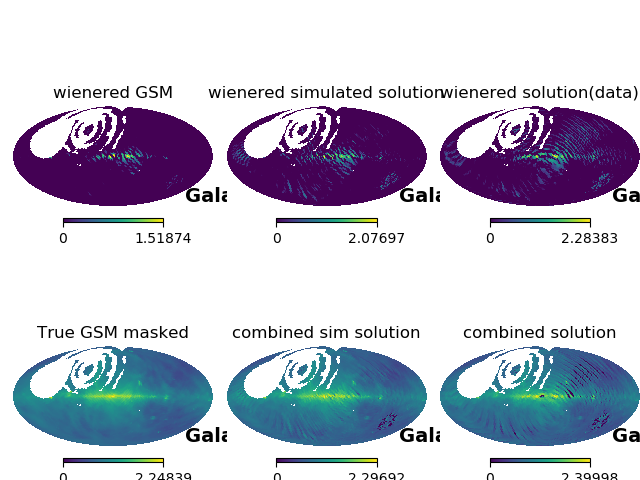 wienered GSM wienered simulated solution wienered solution(data)
Gala Gala Ga
0 1.51874 0 2.07697 0 2.28383
True GSM masked combined sim solution combined solution
Gala Gala Ga
0 2.24839 0 2.29692 0 2.39998